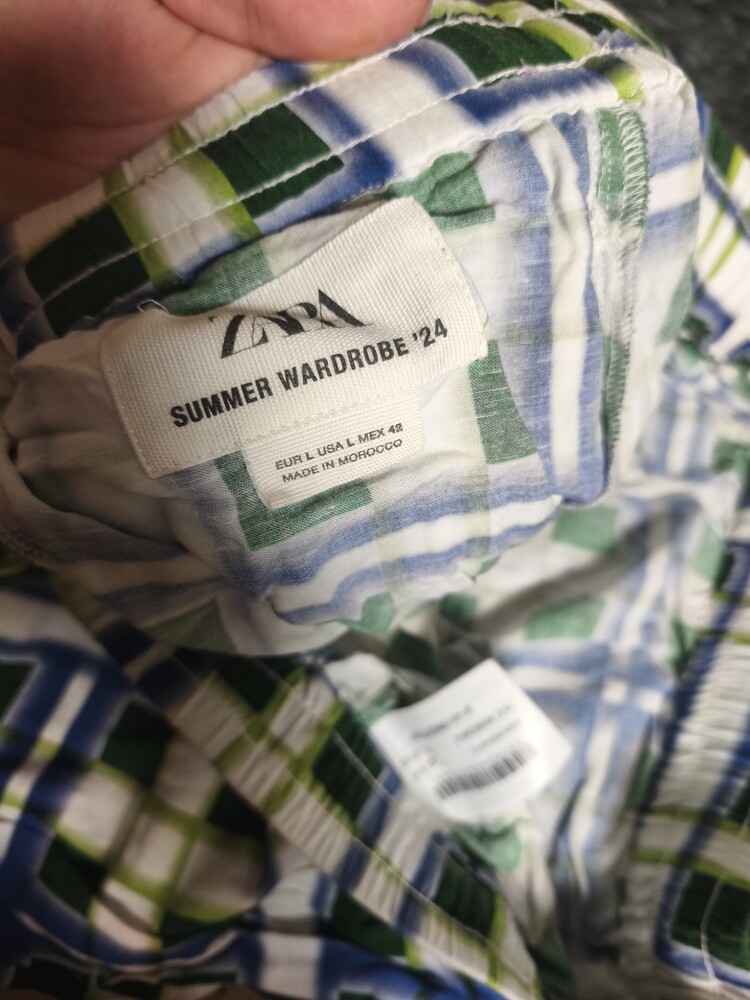 ZARA
SUMMER WARDROBE '24
EUR L USA L MEX 42
MADE IN MOROCCO